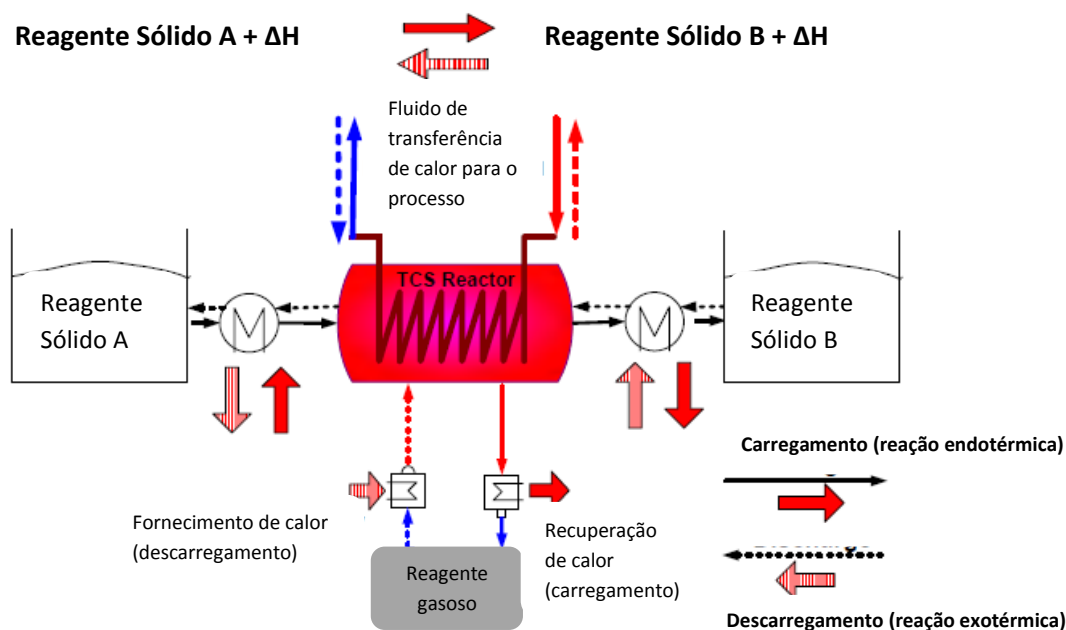 Reagente Sólido A + ΔH
Reagente Sólido B + ΔH
Fluido de
transferência
de calor para o
processo
TCS Reactor
Reagente
Sólido A
Reagente
Sólido B
Carregamento (reação endotérmica)
Fornecimento de calor
(descarregamento)
Recuperação
de calor
(carregamento)
Reagente
gasoso
Descarregamento (reação exotérmica)